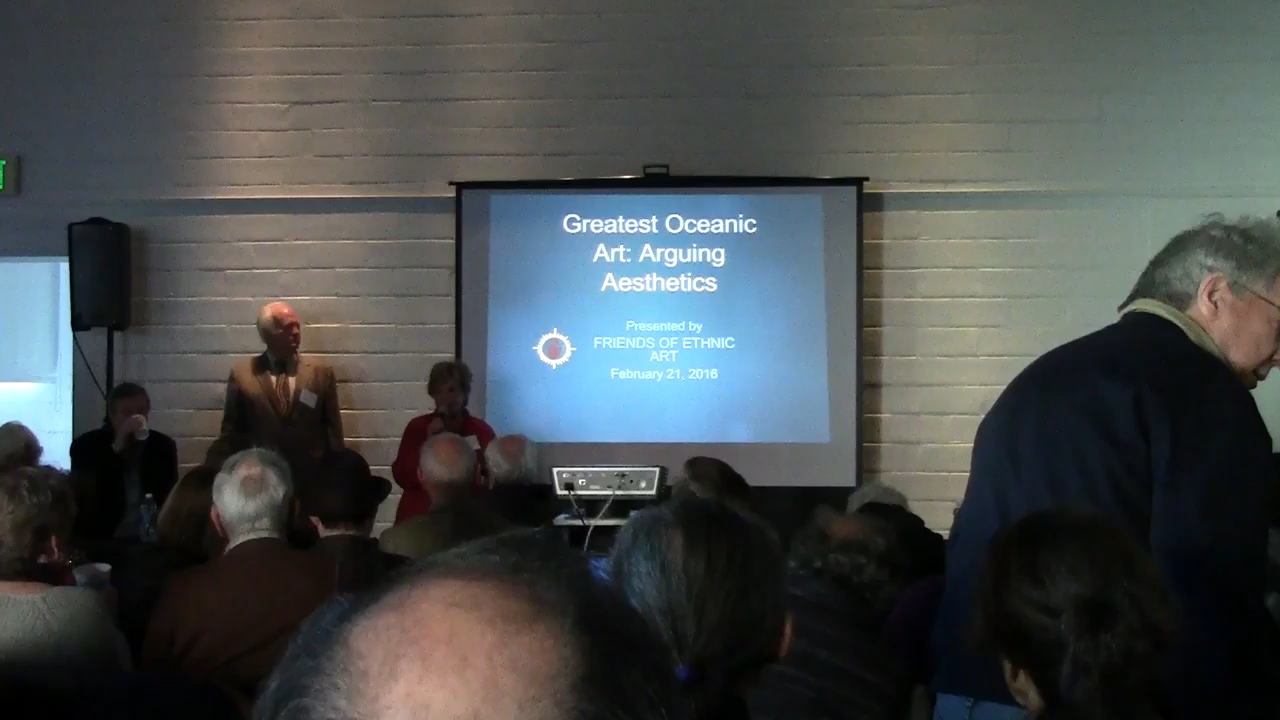 Greatest Oceanic
Art: Arguing
Aesthetics
Presented by
FRIENDS OF ETHNIC
ART
February 21, 2016